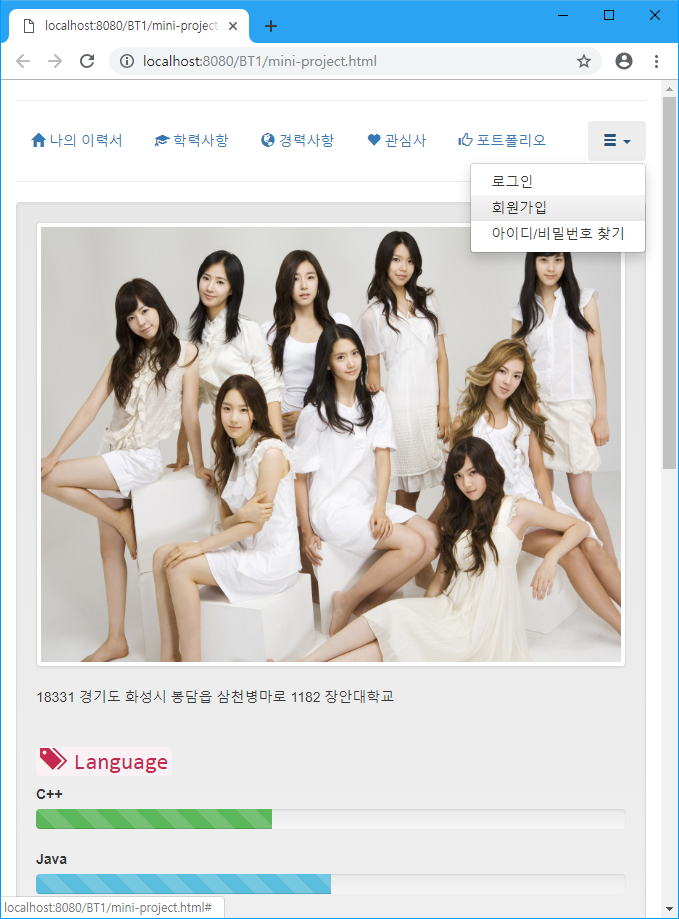 localhost:8080/BT1/mini-project
localhost:8080/BT1/mini-project.html
나의 이력서 학력사항 경력사항 관심사 포트폴리오
로그인
회원가입
아이디/비밀번호 찾기
18331 경기도 화성시 봉담읍 삼천병마로 1182 장안대학교
Language
C++
Java
localhost:8080/BT1/mini-project.html#